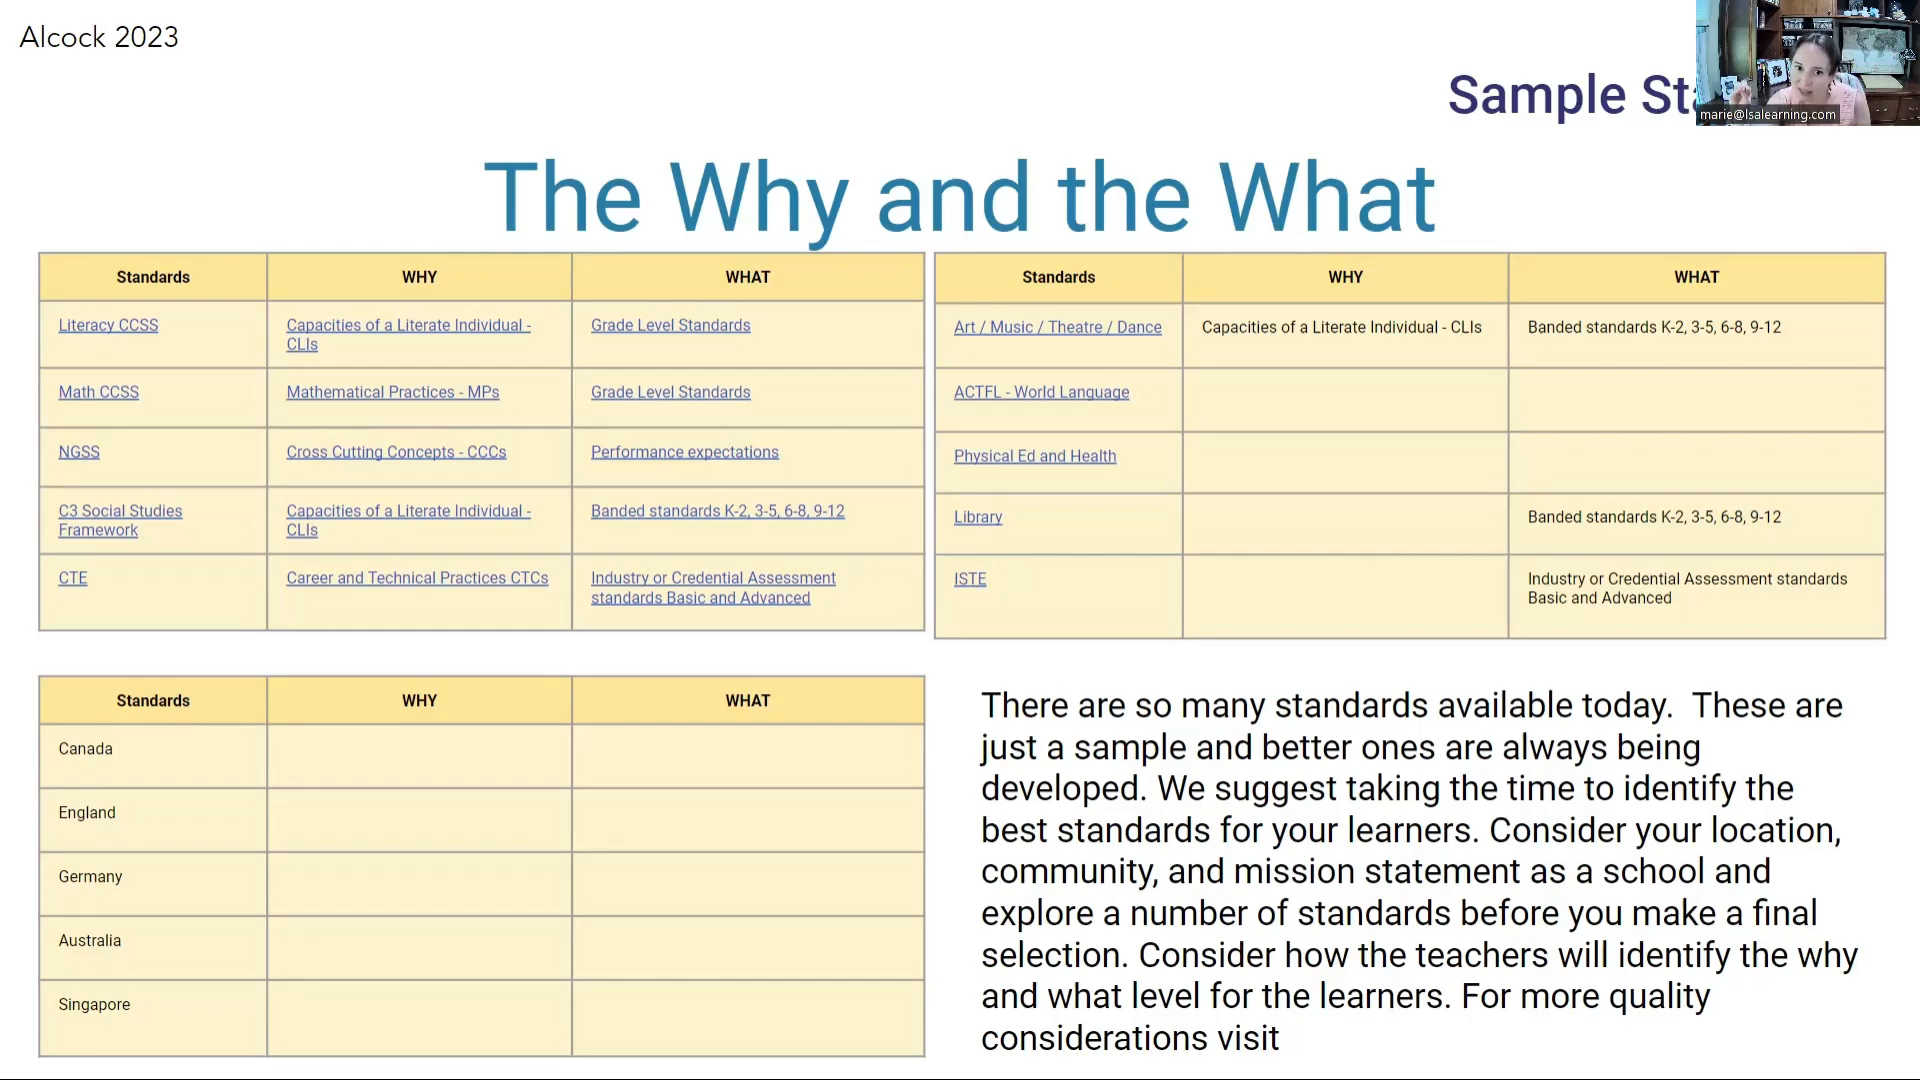 Alcock 2023
Sample Sta
marie@lsalearning.com
The Why and the What
Standards WHY WHAT
Literacy CCSS Capacities of a Literate Individual - Grade Level Standards
CLIs
Math CCSS Mathematical Practices - MPs Grade Level Standards
NGSS Cross Cutting Concepts - CCCs Performance expectations
C3 Social Studies Capacities of a Literate Individual - Banded standards K-2, 3-5, 6-8, 9-12
Framework CLIs
CTE Career and Technical Practices CTCs Industry or Credential Assessment
standards Basic and Advanced
Standards WHY WHAT
Art / Music / Theatre / Dance Capacities of a Literate Individual - CLIs Banded standards K-2, 3-5, 6-8, 9-12
ACTFL - World Language
Physical Ed and Health
Library Banded standards K-2, 3-5, 6-8, 9-12
ISTE Industry or Credential Assessment standards
Basic and Advanced
Standards WHY WHAT
Canada
England
Germany
Australia
Singapore
There are so many standards available today. These are
just a sample and better ones are always being
developed. We suggest taking the time to identify the
best standards for your learners. Consider your location,
community, and mission statement as a school and
explore a number of standards before you make a final
selection. Consider how the teachers will identify the why
and what level for the learners. For more quality
considerations visit